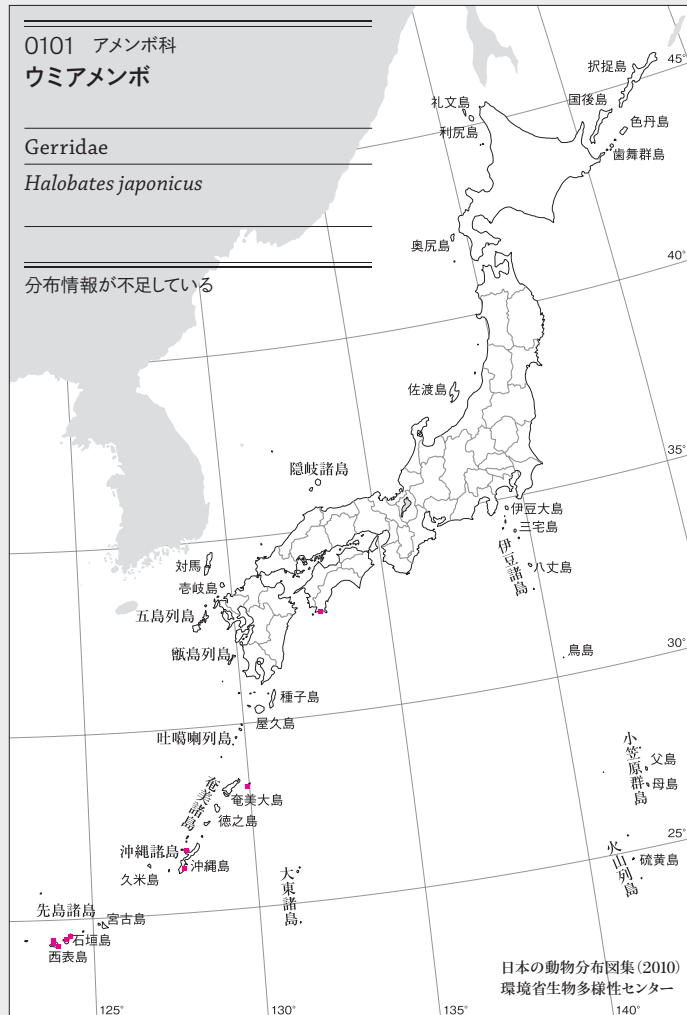 0101 アメンボ科
ウミアメンボ
Gerridae
Halobates japonicus
分布情報が不足している
択捉島
45°
礼文島
国後島
利尻島
色丹島
歯舞群島
奥尻島
40°
佐渡島
35°
隠岐諸島
伊豆大島
三宅島
伊豆諸島
八丈島
対馬
壱岐島
五島列島
甑島列島
鳥島
30°
種子島
屋久島
吐噶喇列島
小笠原群島
父島
母島
奄美諸島
奄美大島
徳之島
25°
沖縄諸島
沖縄島
久米島
火山列島
硫黄島
大東諸島
先島諸島
宮古島
石垣島
西表島
日本の動物分布図集(2010)
環境省生物多様性センター
125°
130°
135°
140°